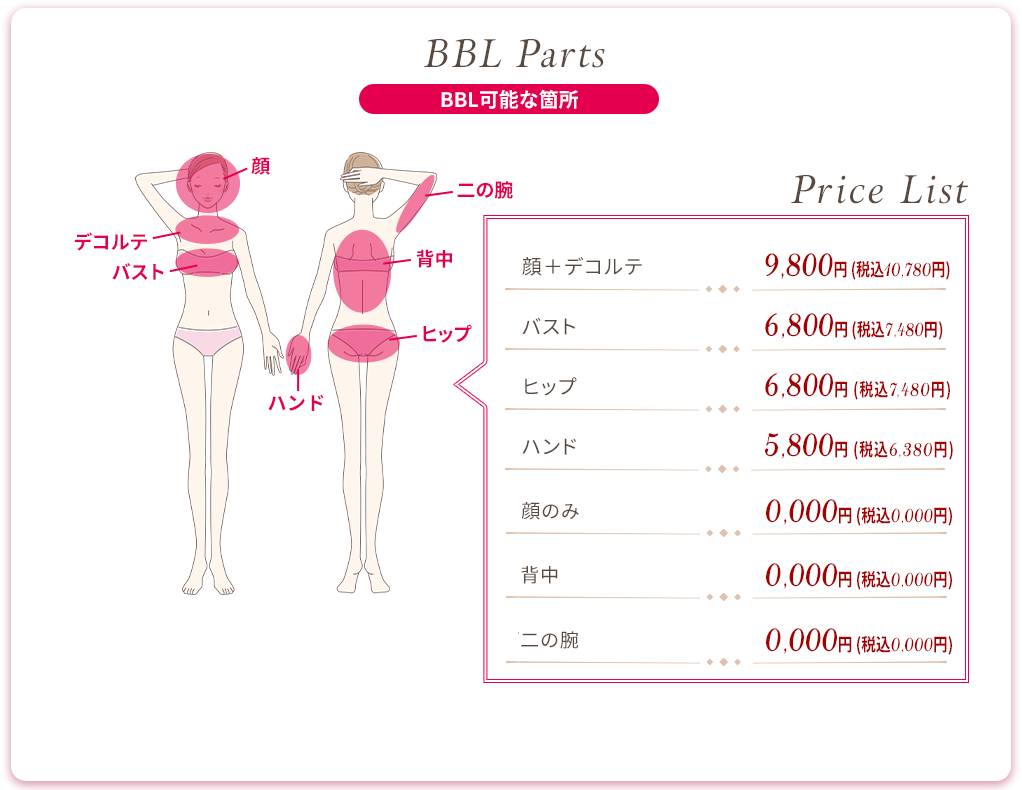 BBL Parts
BBL可能な箇所
顔
二の腕
デコルテ
バスト
背中
ヒップ
ハンド
Price List
顔＋デコルテ 9,800円 (税込10,780円)
バスト 6,800円 (税込7,480円)
ヒップ 6,800円 (税込7,480円)
ハンド 5,800円 (税込6,380円)
顔のみ 0,000円 (税込0,000円)
背中 0,000円 (税込0,000円)
二の腕 0,000円 (税込0,000円)